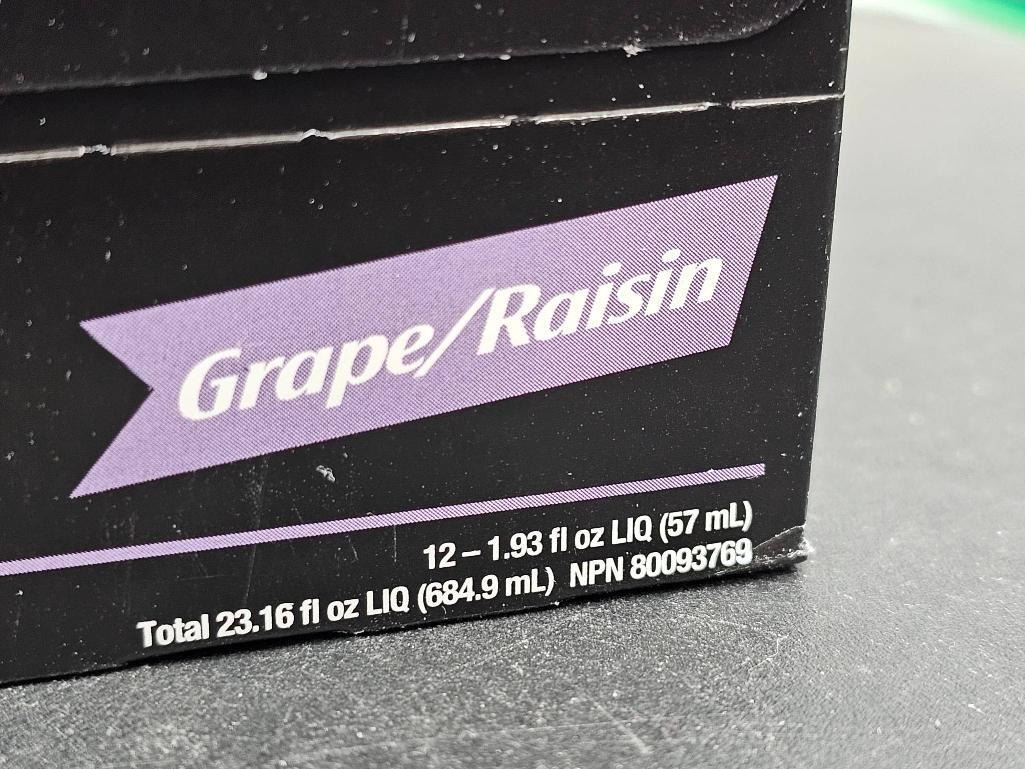 Grape/Raisin
12 – 1.93 fl oz LIQ (57 mL)
Total 23.16 fl oz LIQ (684.9 mL) NPN 80093769